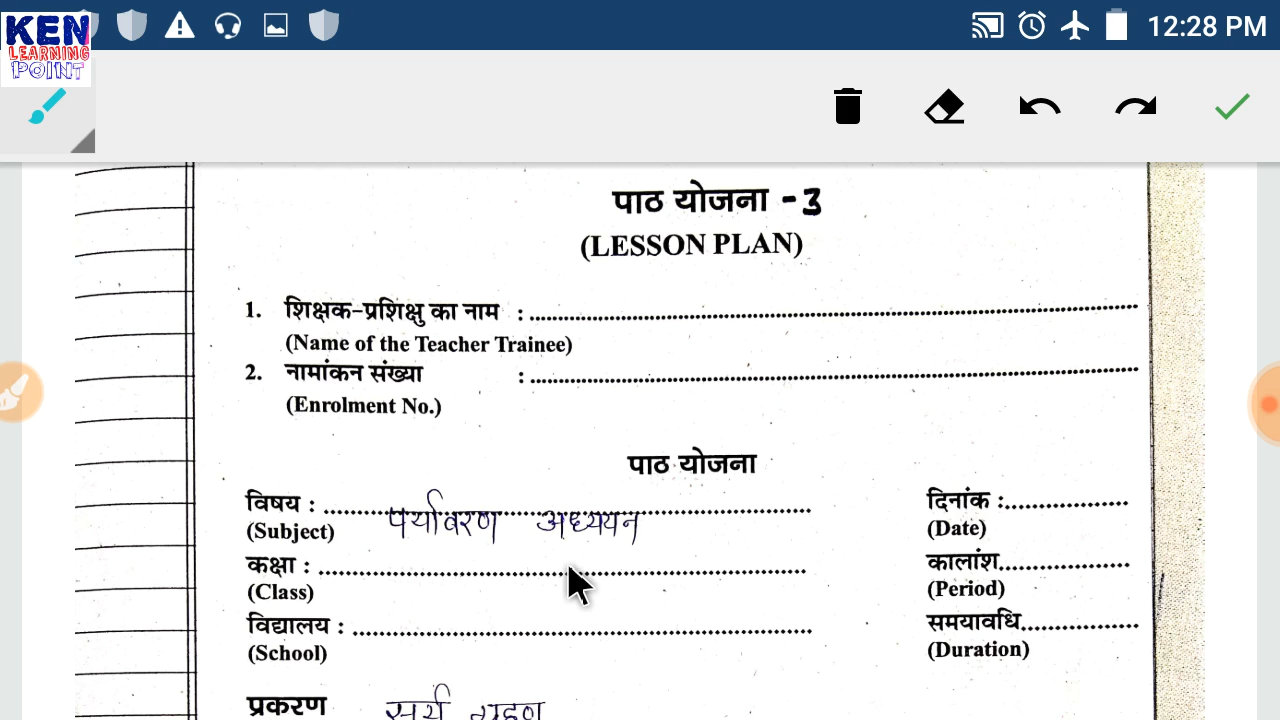 KEN
LEARNING
POINT
12:28 PM
पाठ योजना - 3
(LESSON PLAN)
1. शिक्षक-प्रशिक्षु का नाम :
(Name of the Teacher Trainee)
2. नामांकन संख्या :
(Enrolment No.)
पाठ योजना
विषय : पर्यावरण अध्ययन
(Subject)
दिनांक :
(Date)
कक्षा :
(Class)
कालांश
(Period)
विद्यालय :
(School)
समयावधि
(Duration)
प्रकरण सूर्य ग्रहण